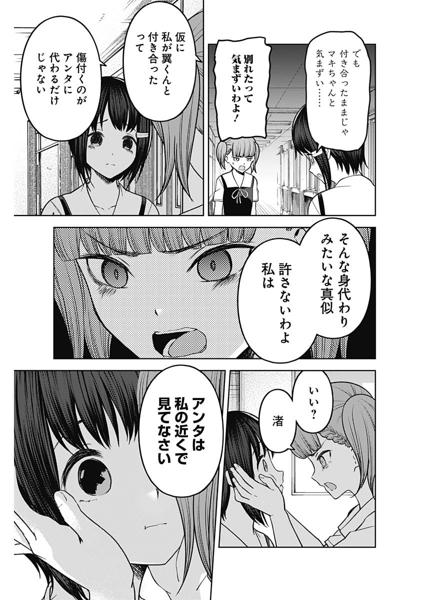 でも
付き合ったままじゃ
マキちゃんと
気まずい……
別れたって
気まずいわよ！
仮に
私が翼くんと
付き合った
って
傷付くのが
アンタに
代わるだけ
じゃない
そんな身代わり
みたいな真似
許さないわよ
私は
いい？
渚
アンタは
私の近くで
見てなさい